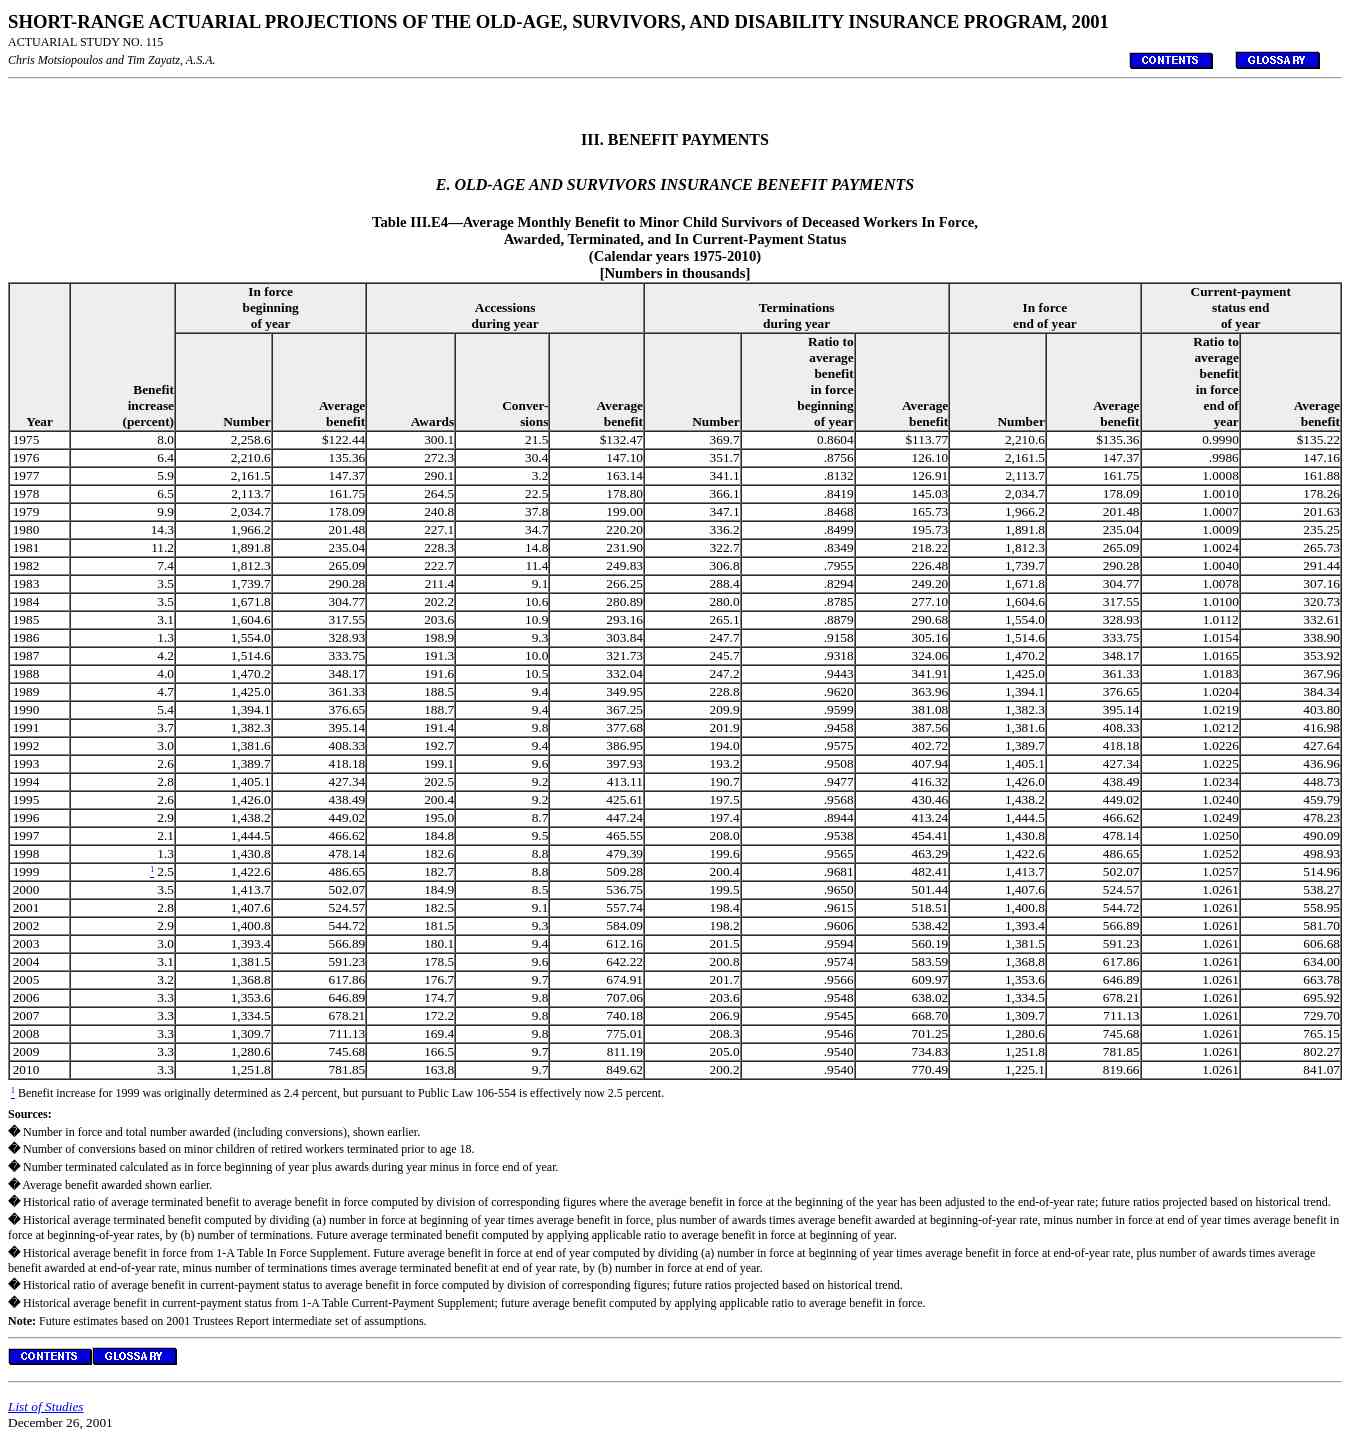 SHORT-RANGE ACTUARIAL PROJECTIONS OF THE OLD-AGE, SURVIVORS, AND DISABILITY INSURANCE PROGRAM, 2001
ACTUARIAL STUDY NO. 115
Chris Motsiopoulos and Tim Zayatz, A.S.A.
CONTENTS GLOSSARY
III. BENEFIT PAYMENTS
E. OLD-AGE AND SURVIVORS INSURANCE BENEFIT PAYMENTS
Table III.E4—Average Monthly Benefit to Minor Child Survivors of Deceased Workers In Force,
Awarded, Terminated, and In Current-Payment Status
(Calendar years 1975-2010)
[Numbers in thousands]
Year
Benefit
increase
(percent)
In force
beginning
of year
Accessions
during year
Terminations
during year
In force
end of year
Current-payment
status end
of year
Number
Average
benefit
Awards
Conver-
sions
Average
benefit
Number
Ratio to
average
benefit
in force
beginning
of year
Average
benefit
Number
Average
benefit
Ratio to
average
benefit
in force
end of
year
Average
benefit
1975 8.0 2,258.6 $122.44 300.1 21.5 $132.47 369.7 0.8604 $113.77 2,210.6 $135.36 0.9990 $135.22
1976 6.4 2,210.6 135.36 272.3 30.4 147.10 351.7 .8756 126.10 2,161.5 147.37 .9986 147.16
1977 5.9 2,161.5 147.37 290.1 3.2 163.14 341.1 .8132 126.91 2,113.7 161.75 1.0008 161.88
1978 6.5 2,113.7 161.75 264.5 22.5 178.80 366.1 .8419 145.03 2,034.7 178.09 1.0010 178.26
1979 9.9 2,034.7 178.09 240.8 37.8 199.00 347.1 .8468 165.73 1,966.2 201.48 1.0007 201.63
1980 14.3 1,966.2 201.48 227.1 34.7 220.20 336.2 .8499 195.73 1,891.8 235.04 1.0009 235.25
1981 11.2 1,891.8 235.04 228.3 14.8 231.90 322.7 .8349 218.22 1,812.3 265.09 1.0024 265.73
1982 7.4 1,812.3 265.09 222.7 11.4 249.83 306.8 .7955 226.48 1,739.7 290.28 1.0040 291.44
1983 3.5 1,739.7 290.28 211.4 9.1 266.25 288.4 .8294 249.20 1,671.8 304.77 1.0078 307.16
1984 3.5 1,671.8 304.77 202.2 10.6 280.89 280.0 .8785 277.10 1,604.6 317.55 1.0100 320.73
1985 3.1 1,604.6 317.55 203.6 10.9 293.16 265.1 .8879 290.68 1,554.0 328.93 1.0112 332.61
1986 1.3 1,554.0 328.93 198.9 9.3 303.84 247.7 .9158 305.16 1,514.6 333.75 1.0154 338.90
1987 4.2 1,514.6 333.75 191.3 10.0 321.73 245.7 .9318 324.06 1,470.2 348.17 1.0165 353.92
1988 4.0 1,470.2 348.17 191.6 10.5 332.04 247.2 .9443 341.91 1,425.0 361.33 1.0183 367.96
1989 4.7 1,425.0 361.33 188.5 9.4 349.95 228.8 .9620 363.96 1,394.1 376.65 1.0204 384.34
1990 5.4 1,394.1 376.65 188.7 9.4 367.25 209.9 .9599 381.08 1,382.3 395.14 1.0219 403.80
1991 3.7 1,382.3 395.14 191.4 9.8 377.68 201.9 .9458 387.56 1,381.6 408.33 1.0212 416.98
1992 3.0 1,381.6 408.33 192.7 9.4 386.95 194.0 .9575 402.72 1,389.7 418.18 1.0226 427.64
1993 2.6 1,389.7 418.18 199.1 9.6 397.93 193.2 .9508 407.94 1,405.1 427.34 1.0225 436.96
1994 2.8 1,405.1 427.34 202.5 9.2 413.11 190.7 .9477 416.32 1,426.0 438.49 1.0234 448.73
1995 2.6 1,426.0 438.49 200.4 9.2 425.61 197.5 .9568 430.46 1,438.2 449.02 1.0240 459.79
1996 2.9 1,438.2 449.02 195.0 8.7 447.24 197.4 .8944 413.24 1,444.5 466.62 1.0249 478.23
1997 2.1 1,444.5 466.62 184.8 9.5 465.55 208.0 .9538 454.41 1,430.8 478.14 1.0250 490.09
1998 1.3 1,430.8 478.14 182.6 8.8 479.39 199.6 .9565 463.29 1,422.6 486.65 1.0252 498.93
1999 1 2.5 1,422.6 486.65 182.7 8.8 509.28 200.4 .9681 482.41 1,413.7 502.07 1.0257 514.96
2000 3.5 1,413.7 502.07 184.9 8.5 536.75 199.5 .9650 501.44 1,407.6 524.57 1.0261 538.27
2001 2.8 1,407.6 524.57 182.5 9.1 557.74 198.4 .9615 518.51 1,400.8 544.72 1.0261 558.95
2002 2.9 1,400.8 544.72 181.5 9.3 584.09 198.2 .9606 538.42 1,393.4 566.89 1.0261 581.70
2003 3.0 1,393.4 566.89 180.1 9.4 612.16 201.5 .9594 560.19 1,381.5 591.23 1.0261 606.68
2004 3.1 1,381.5 591.23 178.5 9.6 642.22 200.8 .9574 583.59 1,368.8 617.86 1.0261 634.00
2005 3.2 1,368.8 617.86 176.7 9.7 674.91 201.7 .9566 609.97 1,353.6 646.89 1.0261 663.78
2006 3.3 1,353.6 646.89 174.7 9.8 707.06 203.6 .9548 638.02 1,334.5 678.21 1.0261 695.92
2007 3.3 1,334.5 678.21 172.2 9.8 740.18 206.9 .9545 668.70 1,309.7 711.13 1.0261 729.70
2008 3.3 1,309.7 711.13 169.4 9.8 775.01 208.3 .9546 701.25 1,280.6 745.68 1.0261 765.15
2009 3.3 1,280.6 745.68 166.5 9.7 811.19 205.0 .9540 734.83 1,251.8 781.85 1.0261 802.27
2010 3.3 1,251.8 781.85 163.8 9.7 849.62 200.2 .9540 770.49 1,225.1 819.66 1.0261 841.07
1 Benefit increase for 1999 was originally determined as 2.4 percent, but pursuant to Public Law 106-554 is effectively now 2.5 percent.
Sources:
� Number in force and total number awarded (including conversions), shown earlier.
� Number of conversions based on minor children of retired workers terminated prior to age 18.
� Number terminated calculated as in force beginning of year plus awards during year minus in force end of year.
� Average benefit awarded shown earlier.
� Historical ratio of average terminated benefit to average benefit in force computed by division of corresponding figures where the average benefit in force at the beginning of the year has been adjusted to the end-of-year rate; future ratios projected based on historical trend.
� Historical average terminated benefit computed by dividing (a) number in force at beginning of year times average benefit in force, plus number of awards times average benefit awarded at beginning-of-year rate, minus number in force at end of year times average benefit in
force at beginning-of-year rates, by (b) number of terminations. Future average terminated benefit computed by applying applicable ratio to average benefit in force at beginning of year.
� Historical average benefit in force from 1-A Table In Force Supplement. Future average benefit in force at end of year computed by dividing (a) number in force at beginning of year times average benefit in force at end-of-year rate, plus number of awards times average
benefit awarded at end-of-year rate, minus number of terminations times average terminated benefit at end of year rate, by (b) number in force at end of year.
� Historical ratio of average benefit in current-payment status to average benefit in force computed by division of corresponding figures; future ratios projected based on historical trend.
� Historical average benefit in current-payment status from 1-A Table Current-Payment Supplement; future average benefit computed by applying applicable ratio to average benefit in force.
Note: Future estimates based on 2001 Trustees Report intermediate set of assumptions.
CONTENTS GLOSSARY
List of Studies
December 26, 2001